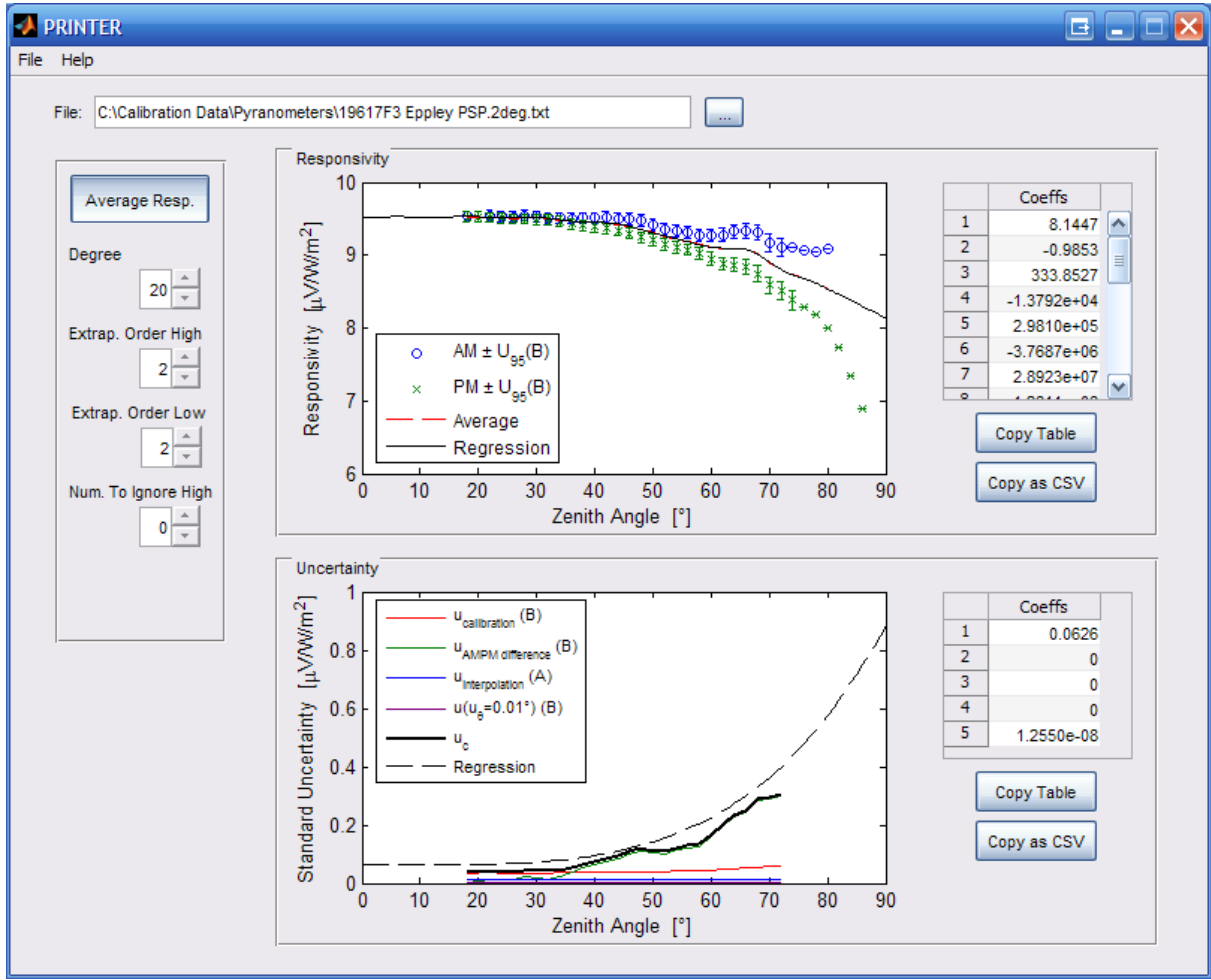 PRINTER
File Help
File: C:\Calibration Data\Pyranometers\19617F3 Eppley PSP.2deg.txt ...
Average Resp.
Degree
20
Extrap. Order High
2
Extrap. Order Low
2
Num. To Ignore High
0
Responsivity
Responsivity [μV/W/m²]
10
9
8
7
6
AM ± U95(B)
PM ± U95(B)
Average
Regression
0 10 20 30 40 50 60 70 80 90
Zenith Angle [°]
Coeffs
1 8.1447
2 -0.9853
3 333.8527
4 -1.3792e+04
5 2.9810e+05
6 -3.7687e+06
7 2.8923e+07
Copy Table
Copy as CSV
Uncertainty
Standard Uncertainty [μV/W/m²]
1
0.8
0.6
0.4
0.2
0
ucalibration (B)
uAMPM difference (B)
uinterpolation (A)
u(uθ=0.01°) (B)
uc
Regression
0 10 20 30 40 50 60 70 80 90
Zenith Angle [°]
Coeffs
1 0.0626
2 0
3 0
4 0
5 1.2550e-08
Copy Table
Copy as CSV